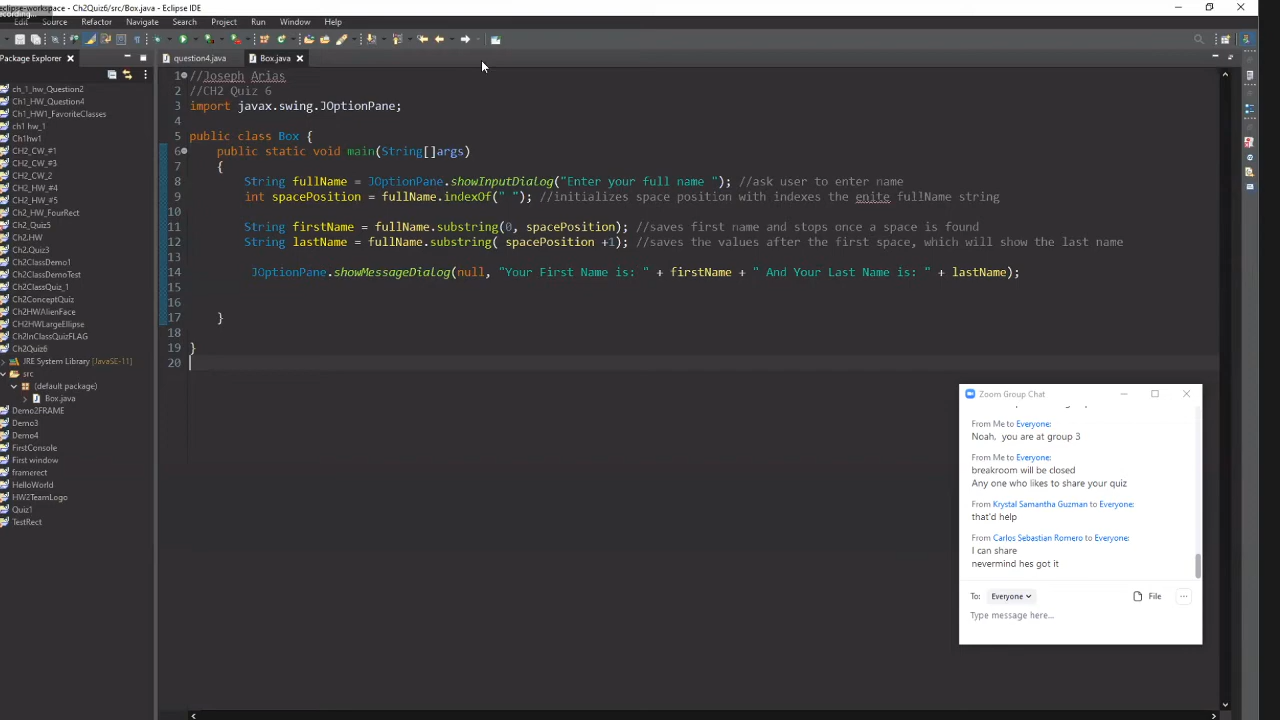 eclipse-workspace - Ch2Quiz6/src/Box.java - Eclipse IDE
Recording...
Edit Source Refactor Navigate Search Project Run Window Help
Package Explorer
question4.java
Box.java
ch_1_hw_Question2
Ch1_HW_Question4
Ch1_HW1_FavoriteClasses
ch1 hw_1
Ch1hw1
CH2_CW_#1
CH2_CW_#3
CH2_CW_2
CH2_HW_#4
CH2_HW_#5
Ch2_HW_FourRect
Ch2_Quiz5
Ch2.HW
Ch2ClassDemo1
Ch2ClassDemoTest
Ch2ClassQuiz_1
Ch2ConceptQuiz
Ch2HWAlienFace
CH2HWLargeEllipse
Ch2InClassQuizFLAG
Ch2Quiz6
JRE System Library [JavaSE-11]
src
(default package)
Box.java
Demo2FRAME
Demo3
Demo4
FirstConsole
First window
framerect
HelloWorld
HW2TeamLogo
Quiz1
TestRect
1 //Joseph Arias
2 //CH2 Quiz 6
3 import javax.swing.JOptionPane;
4
5 public class Box {
6 public static void main(String[]args)
7 {
8 String fullName = JOptionPane.showInputDialog("Enter your full name "); //ask user to enter name
9 int spacePosition = fullName.indexOf(" "); //initializes space position with indexes the enite fullName string
10
11 String firstName = fullName.substring(0, spacePosition); //saves first name and stops once a space is found
12 String lastName = fullName.substring( spacePosition +1); //saves the values after the first space, which will show the last name
13
14 JOptionPane.showMessageDialog(null, "Your First Name is: " + firstName + " And Your Last Name is: " + lastName);
15
16
17 }
18
19 }
20
Zoom Group Chat
From Me to Everyone:
Noah, you are at group 3
From Me to Everyone:
breakroom will be closed
Any one who likes to share your quiz
From Krystal Samantha Guzman to Everyone:
that'd help
From Carlos Sebastian Romero to Everyone:
I can share
nevermind hes got it
To: Everyone File
Type message here...